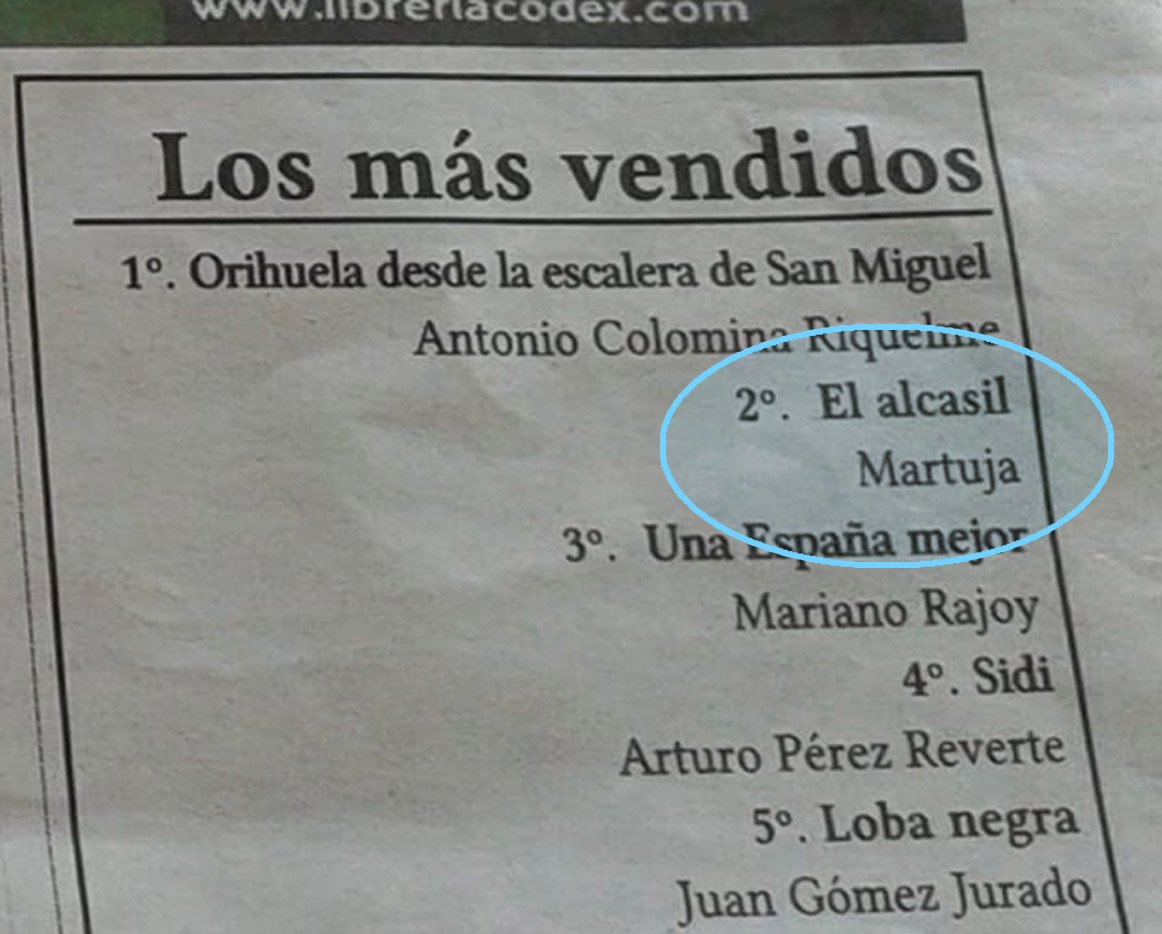 www.libreriacodex.com
Los más vendidos
1º. Orihuela desde la escalera de San Miguel
Antonio Colomina Riquelme
2º. El alcasil
Martuja
3º. Una España mejor
Mariano Rajoy
4º. Sidi
Arturo Pérez Reverte
5º. Loba negra
Juan Gómez Jurado